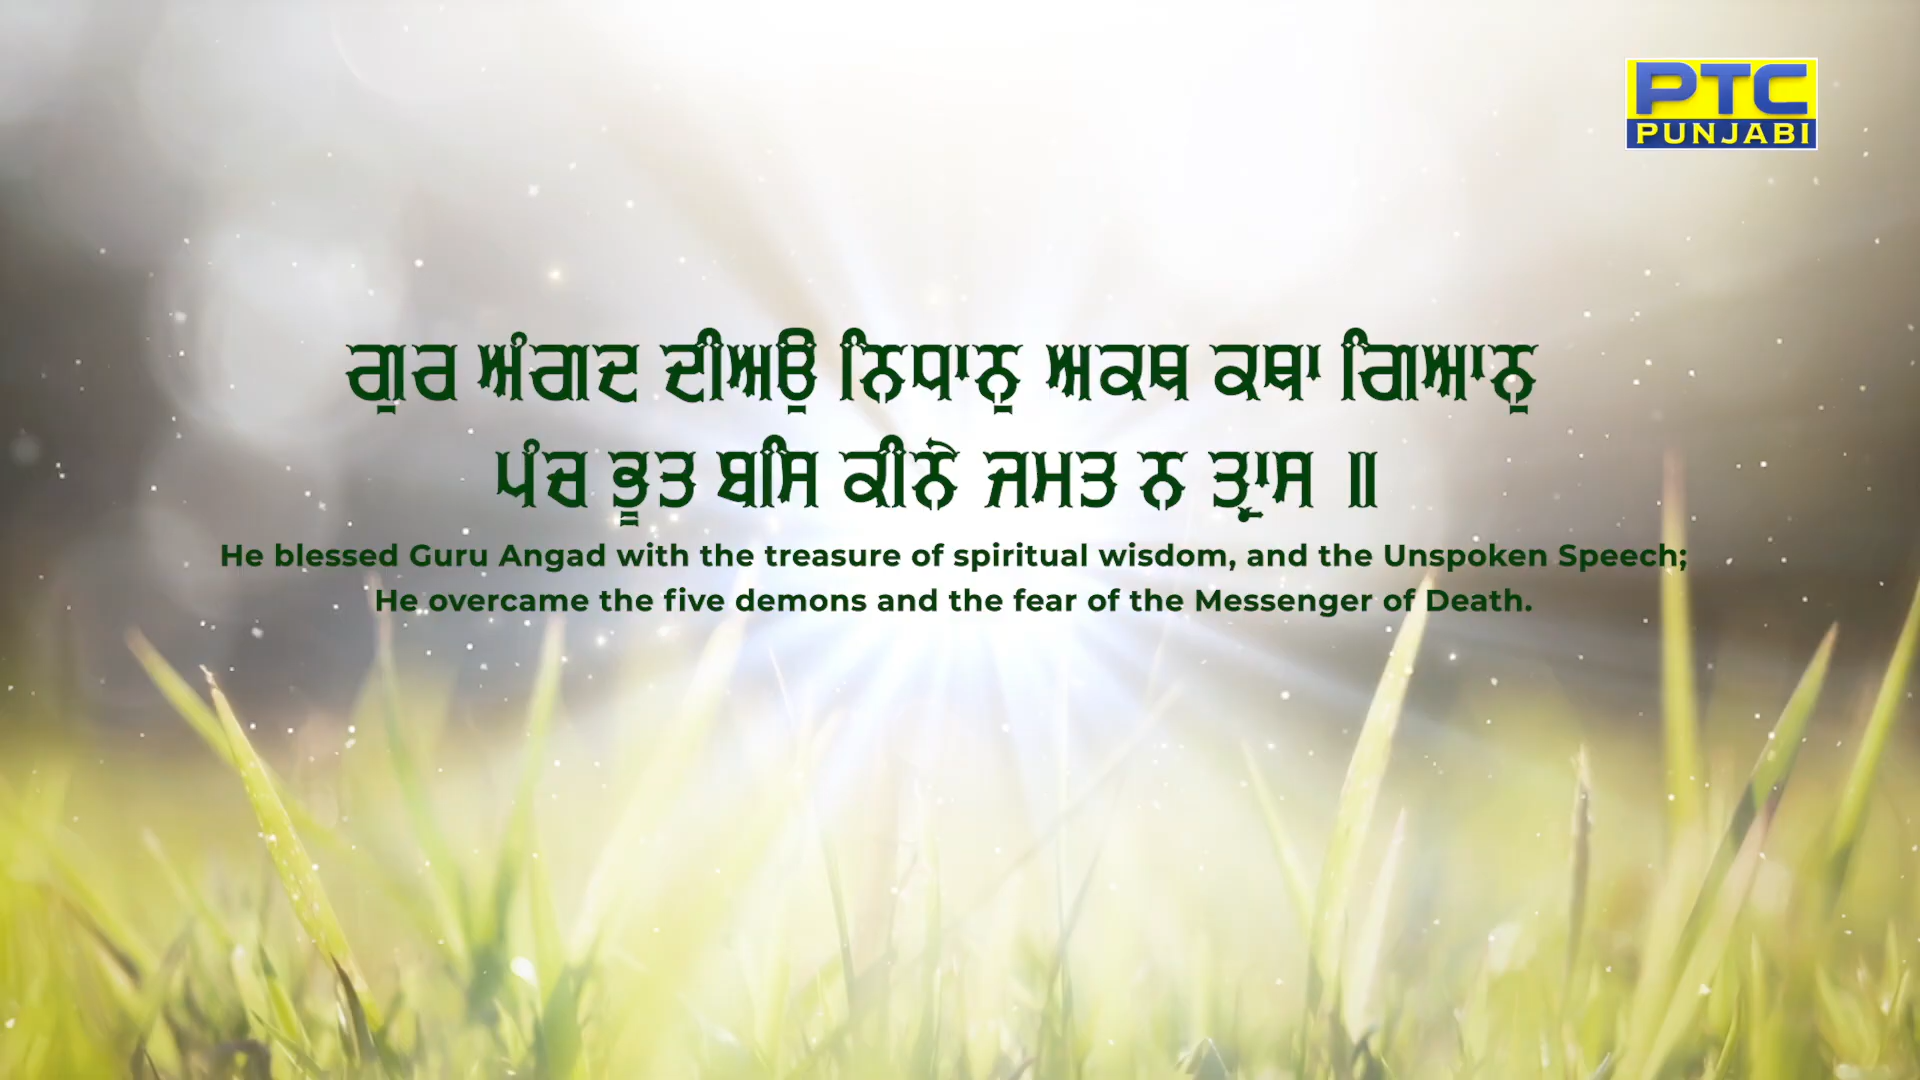 PTC
PUNJABI
ਗੁਰ ਅੰਗਦ ਦੀਅਉ ਨਿਧਾਨੁ ਅਕਥ ਕਥਾ ਗਿਆਨੁ
ਪੰਚ ਭੂਤ ਬਸਿ ਕੀਨੇ ਜਮਤ ਨ ਤ੍ਰਾਸ ॥
He blessed Guru Angad with the treasure of spiritual wisdom, and the Unspoken Speech;
He overcame the five demons and the fear of the Messenger of Death.